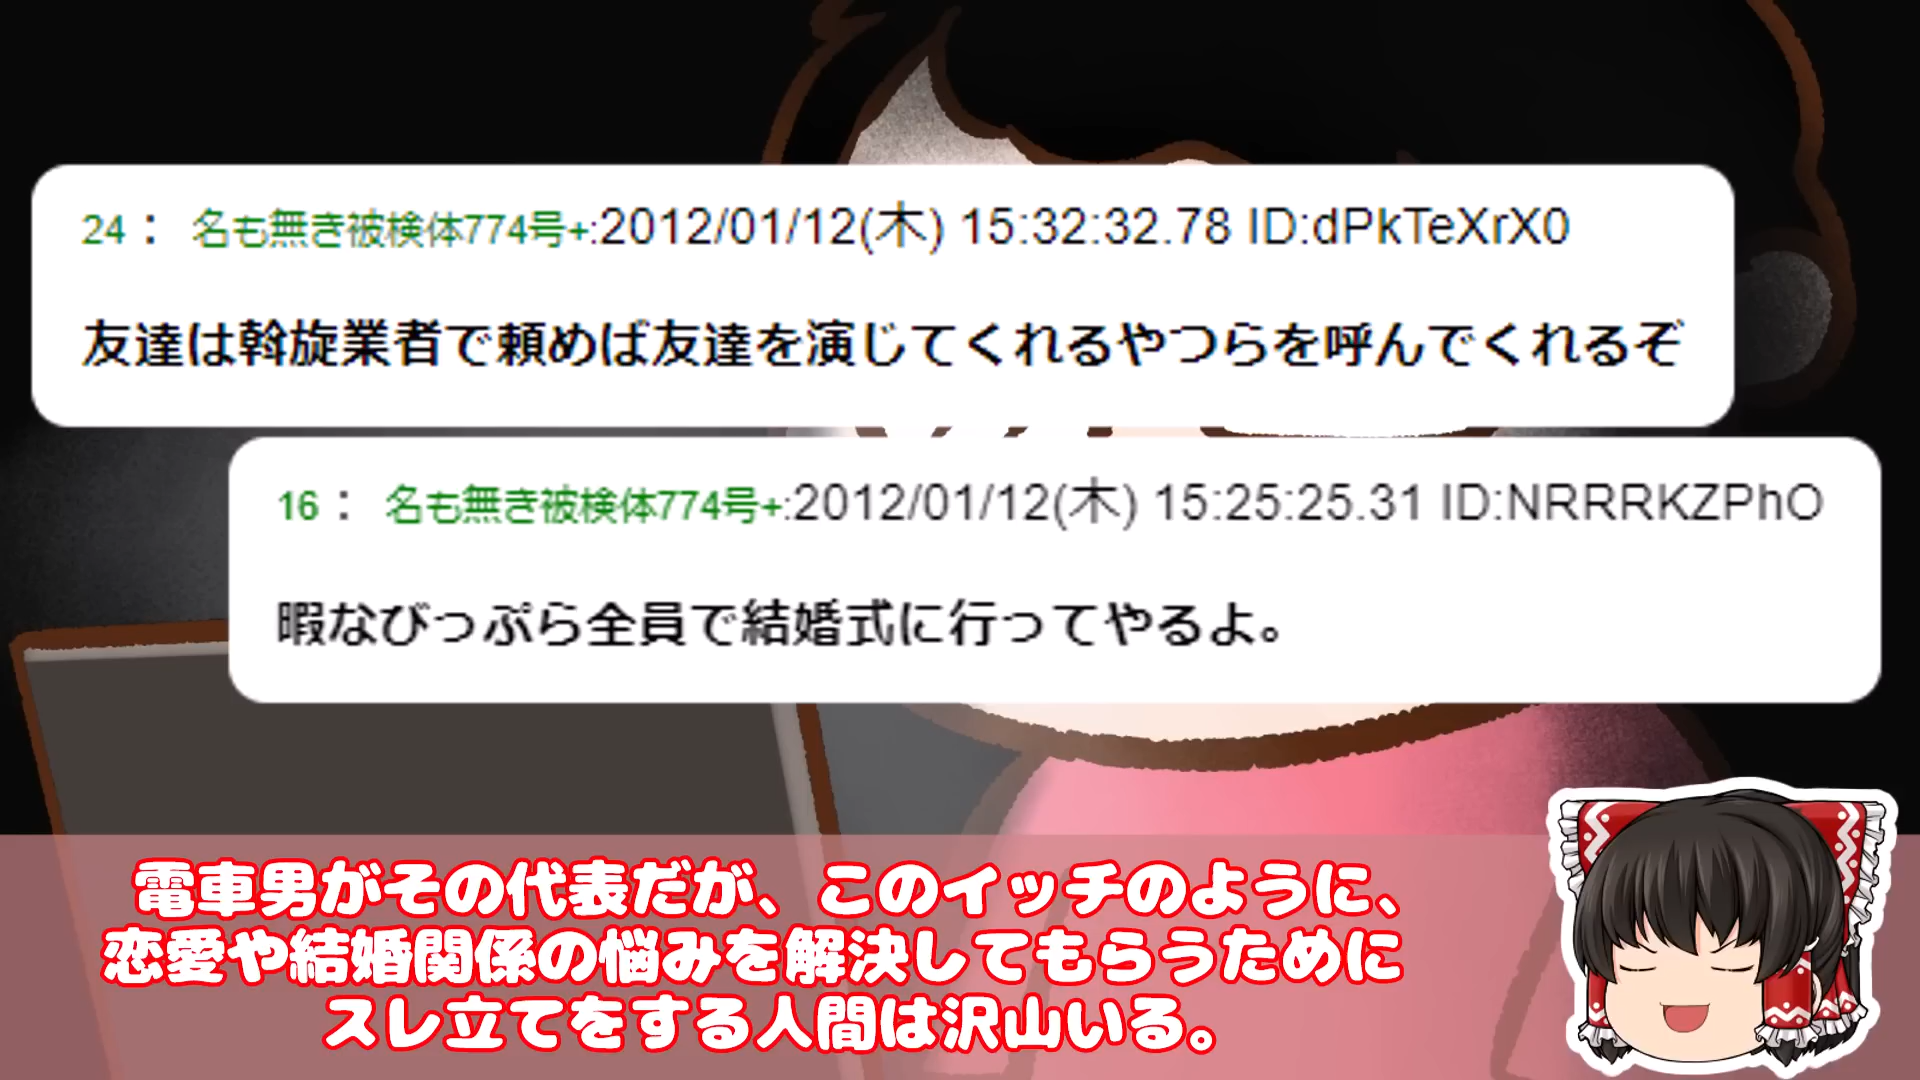 24： 名も無き被検体774号+:2012/01/12(木) 15:32:32.78 ID:dPkTeXrX0
友達は斡旋業者で頼めば友達を演じてくれるやつらを呼んでくれるぞ
16： 名も無き被検体774号+:2012/01/12(木) 15:25:25.31 ID:NRRRKZPhO
暇なびっぷら全員で結婚式に行ってやるよ。
電車男がその代表だが、このイッチのように、
恋愛や結婚関係の悩みを解決してもらうために
スレ立てをする人間は沢山いる。